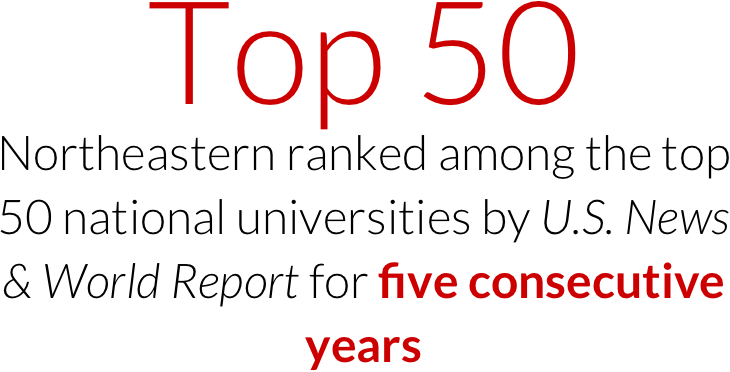 Top 50
Northeastern ranked among the top
50 national universities by U.S. News
& World Report for five consecutive
years